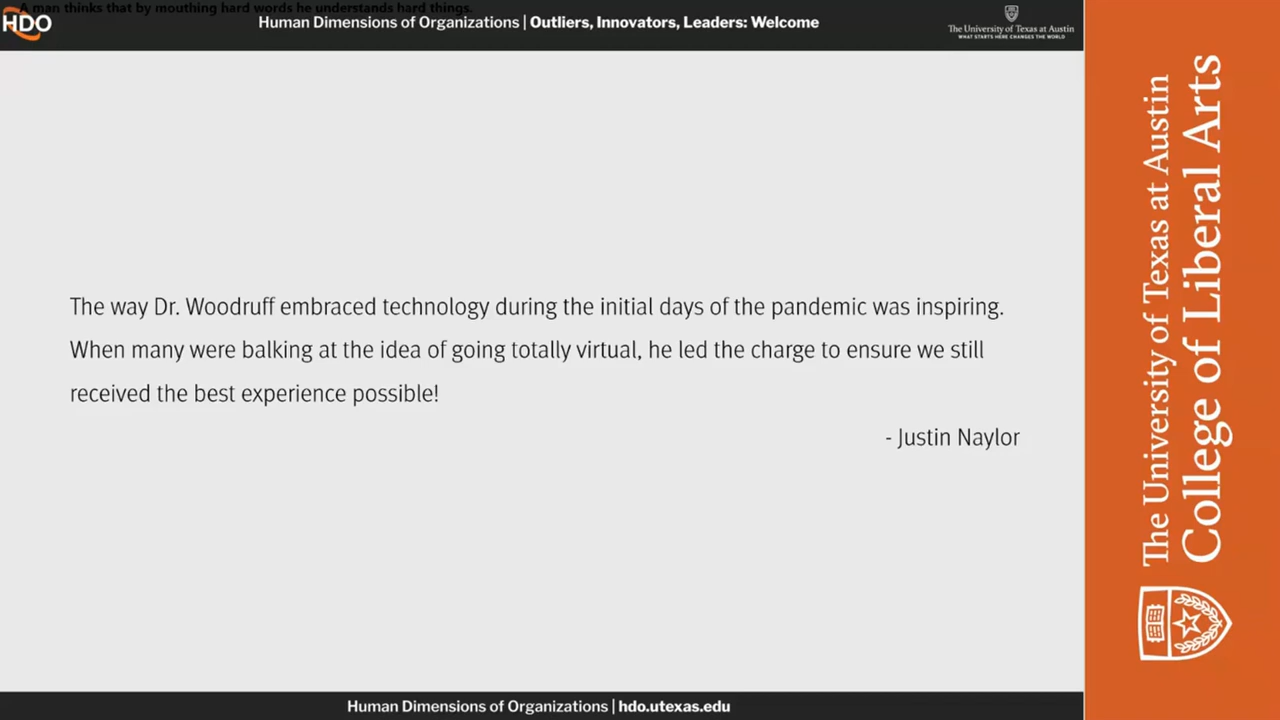 A man thinks that by mouthing hard words he understands hard things.
HDO
Human Dimensions of Organizations | Outliers, Innovators, Leaders: Welcome
The University of Texas at Austin
WHAT STARTS HERE CHANGES THE WORLD
The way Dr. Woodruff embraced technology during the initial days of the pandemic was inspiring.
When many were balking at the idea of going totally virtual, he led the charge to ensure we still
received the best experience possible!
- Justin Naylor
Human Dimensions of Organizations | hdo.utexas.edu
The University of Texas at Austin
College of Liberal Arts